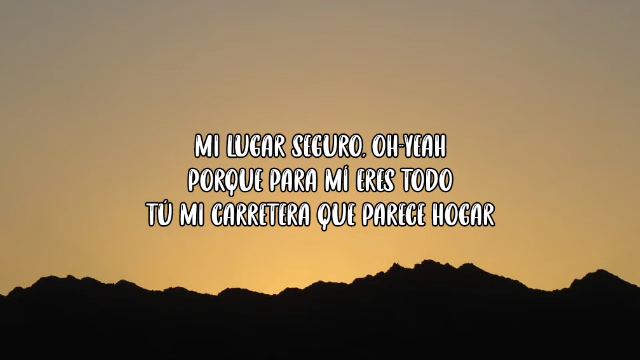 MI LUGAR SEGURO, OH-YEAH
PORQUE PARA MÍ ERES TODO
TÚ MI CARRETERA QUE PARECE HOGAR